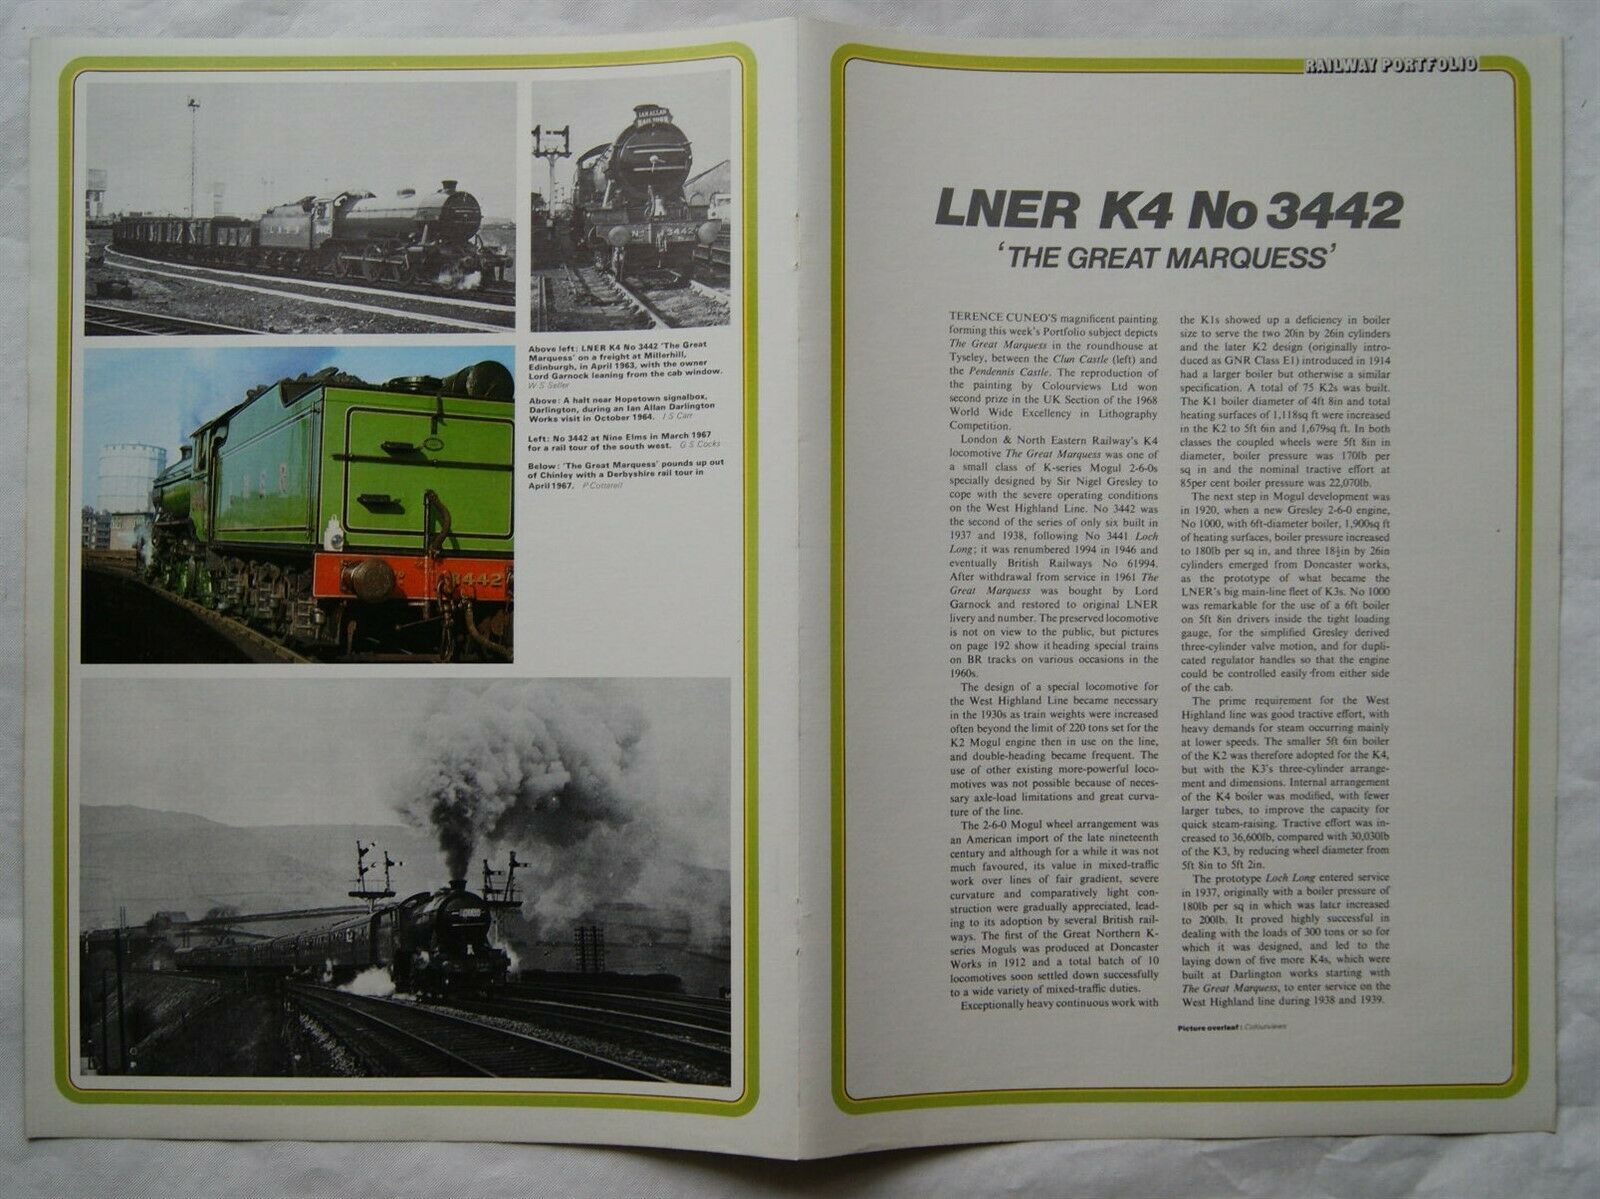 IAN ALLAN
RAIL TOUR
No 3442
3442
Above left: LNER K4 No 3442 'The Great
Marquess' on a freight at Millerhill,
Edinburgh, in April 1963, with the owner
Lord Garnock leaning from the cab window.
W S Sellar
Above: A halt near Hopetown signalbox,
Darlington, during an Ian Allan Darlington
Works visit in October 1964. I S Carr
Left: No 3442 at Nine Elms in March 1967
for a rail tour of the south west. G S Cocks
Below: 'The Great Marquess' pounds up out
of Chinley with a Derbyshire rail tour in
April 1967. P Cotterell
RAILWAY PORTFOLIO
LNER K4 No 3442
'THE GREAT MARQUESS'
TERENCE CUNEO'S magnificent painting
forming this week's Portfolio subject depicts
The Great Marquess in the roundhouse at
Tyseley, between the Clun Castle (left) and
the Pendennis Castle. The reproduction of
the painting by Colourviews Ltd won
second prize in the UK Section of the 1968
World Wide Excellency in Lithography
Competition.
London & North Eastern Railway's K4
locomotive The Great Marquess was one of
a small class of K-series Mogul 2-6-0s
specially designed by Sir Nigel Gresley to
cope with the severe operating conditions
on the West Highland Line. No 3442 was
the second of the series of only six built in
1937 and 1938, following No 3441 Loch
Long; it was renumbered 1994 in 1946 and
eventually British Railways No 61994.
After withdrawal from service in 1961 The
Great Marquess was bought by Lord
Garnock and restored to original LNER
livery and number. The preserved locomotive
is not on view to the public, but pictures
on page 192 show it heading special trains
on BR tracks on various occasions in the
1960s.
The design of a special locomotive for
the West Highland Line became necessary
in the 1930s as train weights were increased
often beyond the limit of 220 tons set for the
K2 Mogul engine then in use on the line,
and double-heading became frequent. The
use of other existing more-powerful loco-
motives was not possible because of neces-
sary axle-load limitations and great curva-
ture of the line.
The 2-6-0 Mogul wheel arrangement was
an American import of the late nineteenth
century and although for a while it was not
much favoured, its value in mixed-traffic
work over lines of fair gradient, severe
curvature and comparatively light con-
struction were gradually appreciated, lead-
ing to its adoption by several British rail-
ways. The first of the Great Northern K-
series Moguls was produced at Doncaster
Works in 1912 and a total batch of 10
locomotives soon settled down successfully
to a wide variety of mixed-traffic duties.
Exceptionally heavy continuous work with
the K1s showed up a deficiency in boiler
size to serve the two 20in by 26in cylinders
and the later K2 design (originally intro-
duced as GNR Class E1) introduced in 1914
had a larger boiler but otherwise a similar
specification. A total of 75 K2s was built.
The K1 boiler diameter of 4ft 8in and total
heating surfaces of 1,118sq ft were increased
in the K2 to 5ft 6in and 1,679sq ft. In both
classes the coupled wheels were 5ft 8in in
diameter, boiler pressure was 170lb per
sq in and the nominal tractive effort at
85per cent boiler pressure was 22,070lb.
The next step in Mogul development was
in 1920, when a new Gresley 2-6-0 engine,
No 1000, with 6ft-diameter boiler, 1,900sq ft
of heating surfaces, boiler pressure increased
to 180lb per sq in, and three 18½in by 26in
cylinders emerged from Doncaster works,
as the prototype of what became the
LNER's big main-line fleet of K3s. No 1000
was remarkable for the use of a 6ft boiler
on 5ft 8in drivers inside the tight loading
gauge, for the simplified Gresley derived
three-cylinder valve motion, and for dupli-
cated regulator handles so that the engine
could be controlled easily from either side
of the cab.
The prime requirement for the West
Highland line was good tractive effort, with
heavy demands for steam occurring mainly
at lower speeds. The smaller 5ft 6in boiler
of the K2 was therefore adopted for the K4,
but with the K3's three-cylinder arrange-
ment and dimensions. Internal arrangement
of the K4 boiler was modified, with fewer
larger tubes, to improve the capacity for
quick steam-raising. Tractive effort was in-
creased to 36,600lb, compared with 30,030lb
of the K3, by reducing wheel diameter from
5ft 8in to 5ft 2in.
The prototype Loch Long entered service
in 1937, originally with a boiler pressure of
180lb per sq in which was later increased
to 200lb. It proved highly successful in
dealing with the loads of 300 tons or so for
which it was designed, and led to the
laying down of five more K4s, which were
built at Darlington works starting with
The Great Marquess, to enter service on the
West Highland line during 1938 and 1939.
Picture overleaf: Colourviews